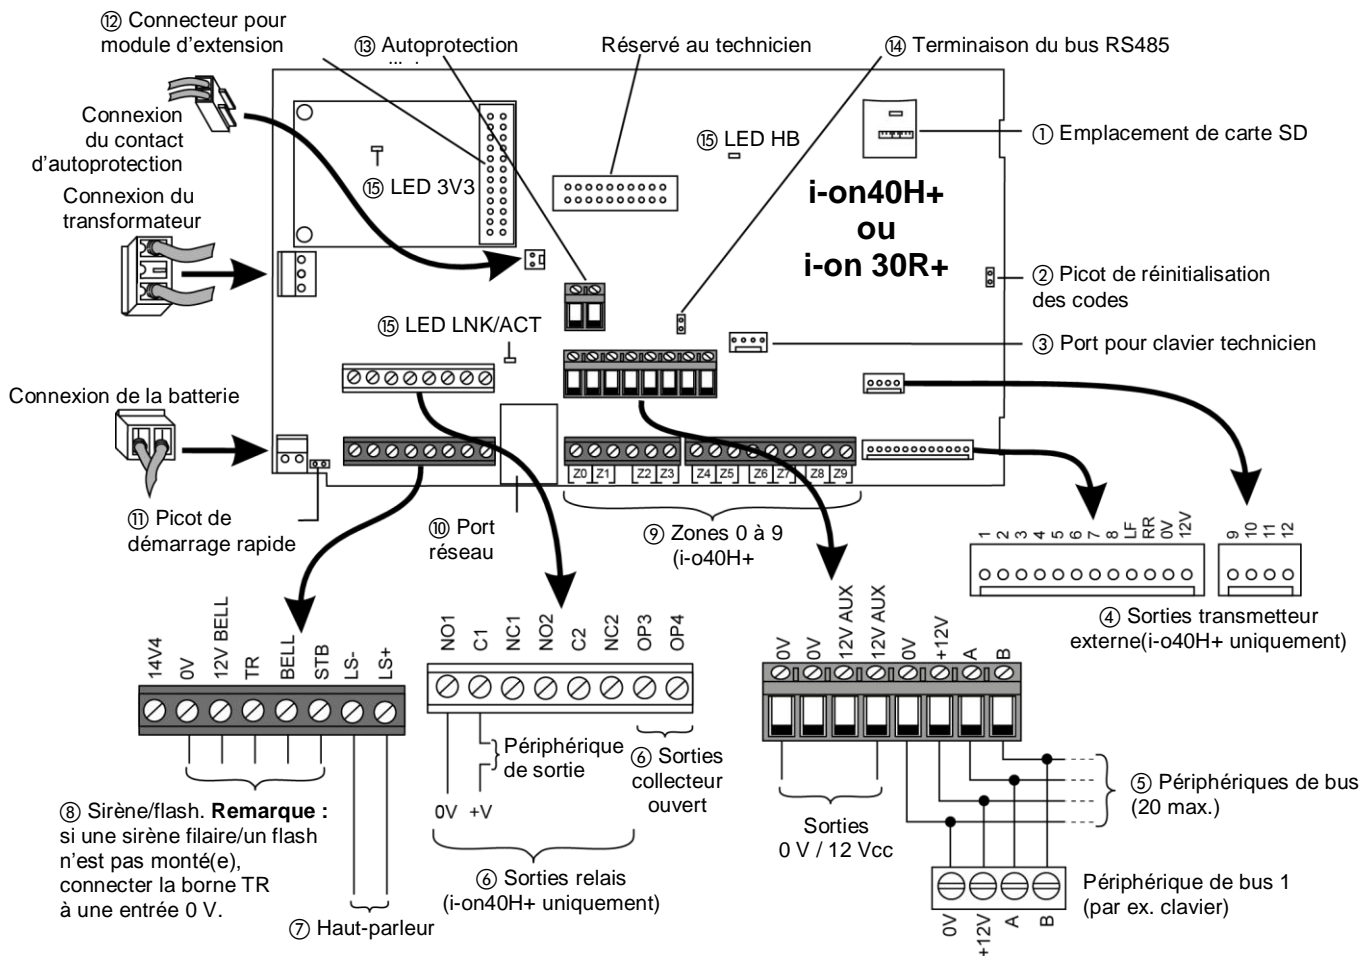 ⑫ Connecteur pour
module d'extension
⑬ Autoprotection
Réservé au technicien
⑭ Terminaison du bus RS485
Connexion
du contact
d'autoprotection
⑮ LED 3V3
⑮ LED HB
① Emplacement de carte SD
Connexion du
transformateur
i-on40H+
ou
i-on 30R+
② Picot de réinitialisation
des codes
⑮ LED LNK/ACT
③ Port pour clavier technicien
Connexion de la batterie
Z0 Z1 Z2 Z3 Z4 Z5 Z6 Z7 Z8 Z9
⑪ Picot de
démarrage rapide
⑩ Port
réseau
⑨ Zones 0 à 9
(i-o40H+
1 2 3 4 5 6 7 8 LF RR 0V 12V
9 10 11 12
④ Sorties transmetteur
externe(i-o40H+ uniquement)
14V4 0V 12V BELL TR BELL STB LS- LS+
NO1 C1 NC1 NO2 C2 NC2 OP3 OP4
0V 0V 12V AUX 12V AUX 0V +12V A B
Périphérique
de sortie
0V +V
⑥ Sorties
collecteur
ouvert
⑧ Sirène/flash. Remarque :
si une sirène filaire/un flash
n'est pas monté(e),
connecter la borne TR
à une entrée 0 V.
⑦ Haut-parleur
⑥ Sorties relais
(i-on40H+ uniquement)
Sorties
0 V / 12 Vcc
⑤ Périphériques de bus
(20 max.)
Périphérique de bus 1
(par ex. clavier)
0V +12V A B